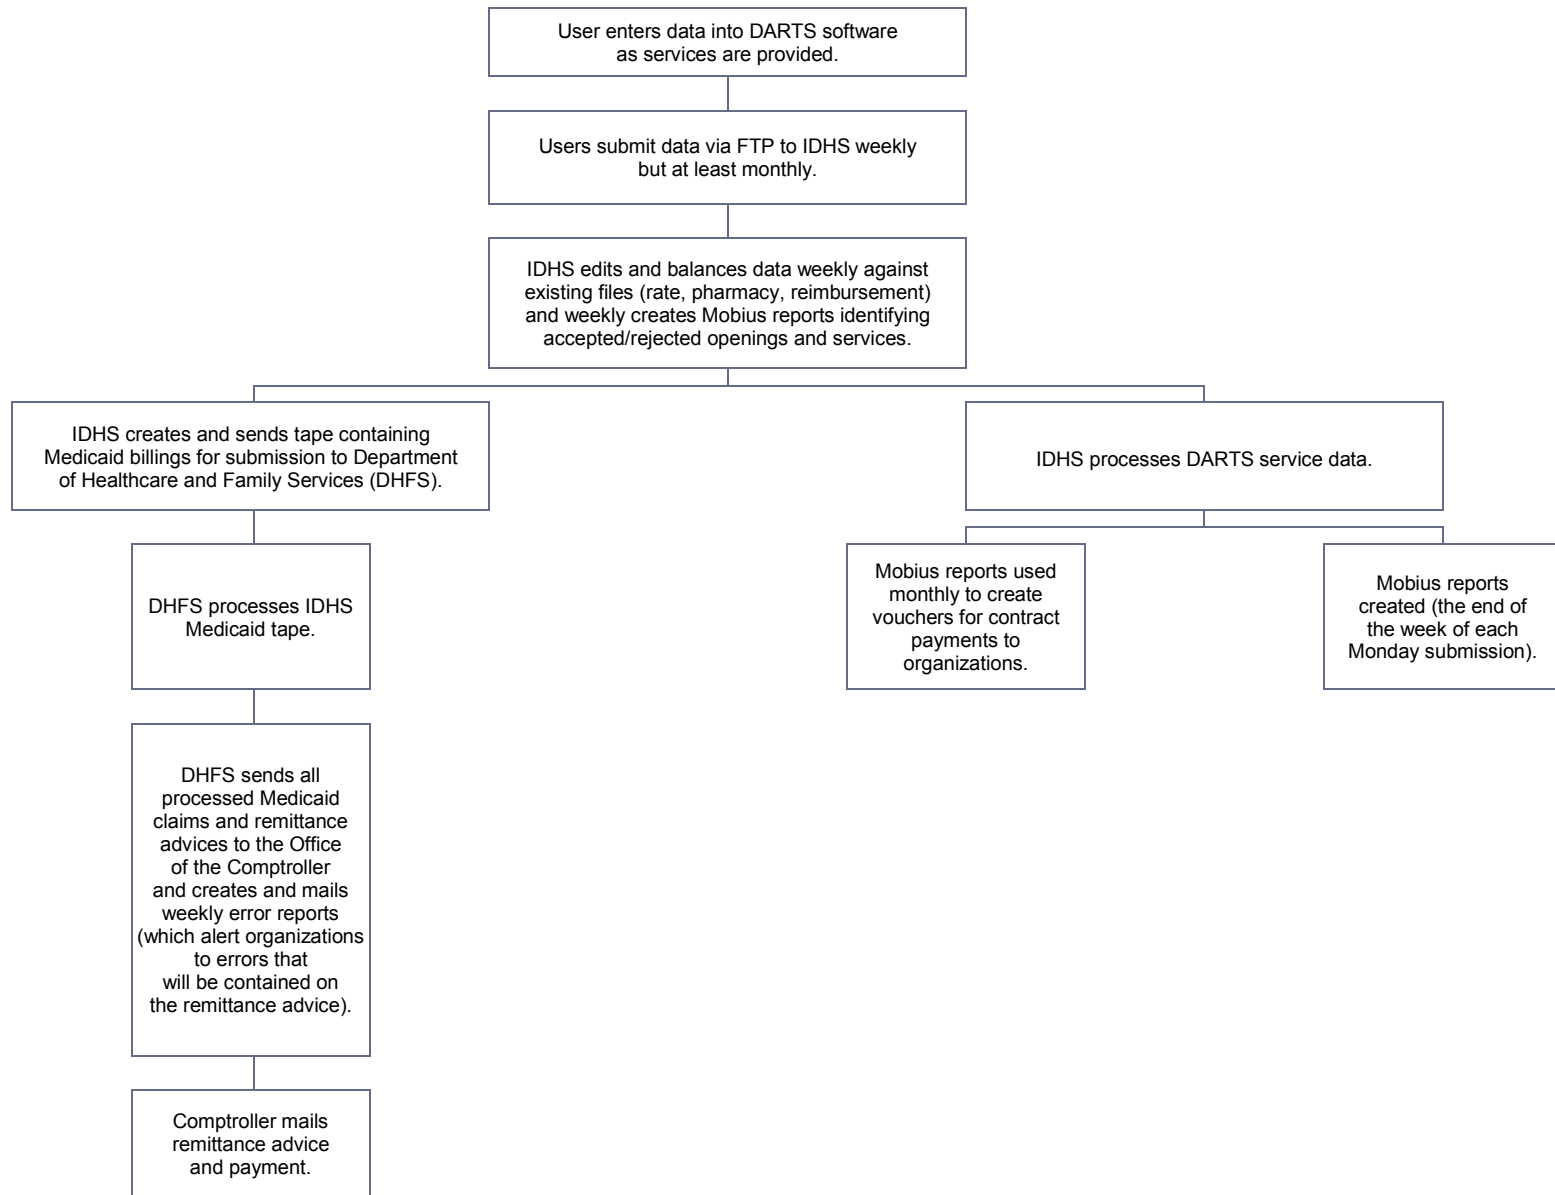 User enters data into DARTS software
as services are provided.
Users submit data via FTP to IDHS weekly
but at least monthly.
IDHS edits and balances data weekly against
existing files (rate, pharmacy, reimbursement)
and weekly creates Mobius reports identifying
accepted/rejected openings and services.
IDHS creates and sends tape containing
Medicaid billings for submission to Department
of Healthcare and Family Services (DHFS).
IDHS processes DARTS service data.
DHFS processes IDHS
Medicaid tape.
Mobius reports used
monthly to create
vouchers for contract
payments to
organizations.
Mobius reports
created (the end of
the week of each
Monday submission).
DHFS sends all
processed Medicaid
claims and remittance
advices to the Office
of the Comptroller
and creates and mails
weekly error reports
(which alert organizations
to errors that
will be contained on
the remittance advice).
Comptroller mails
remittance advice
and payment.